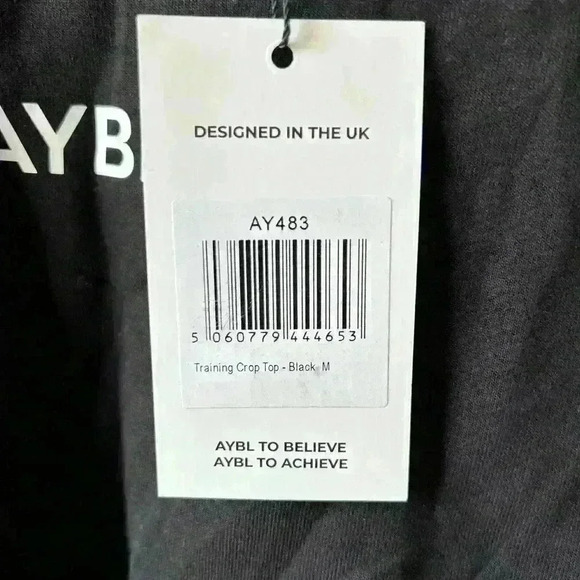 AYB
DESIGNED IN THE UK
AY483
5 060779 444653
Training Crop Top - Black M
AYBL TO BELIEVE
AYBL TO ACHIEVE